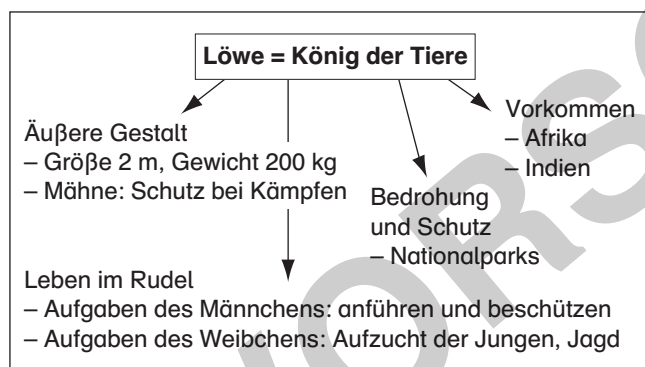 Löwe = König der Tiere
Äußere Gestalt
– Größe 2 m, Gewicht 200 kg
– Mähne: Schutz bei Kämpfen
Vorkommen
– Afrika
– Indien
Bedrohung
und Schutz
– Nationalparks
Leben im Rudel
– Aufgaben des Männchens: anführen und beschützen
– Aufgaben des Weibchens: Aufzucht der Jungen, Jagd